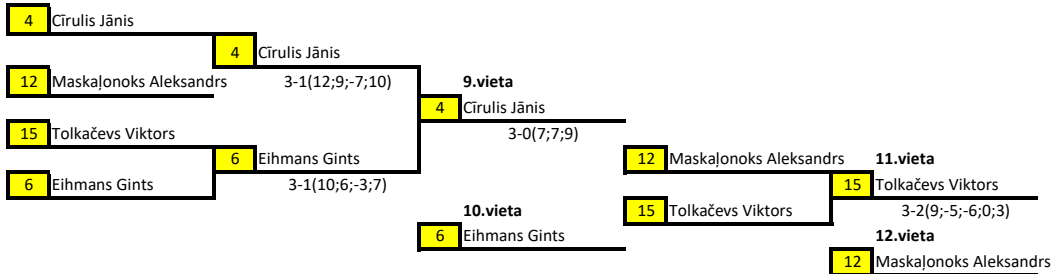 4 Cīrulis Jānis
4 Cīrulis Jānis
12 Maskaļonoks Aleksandrs 3-1(12;9;-7;10) 9.vieta
4 Cīrulis Jānis
15 Tolkačevs Viktors 3-0(7;7;9)
6 Eihmans Gints 12 Maskaļonoks Aleksandrs 11.vieta
6 Eihmans Gints 3-1(10;6;-3;7) 15 Tolkačevs Viktors
10.vieta 15 Tolkačevs Viktors 3-2(9;-5;-6;0;3)
6 Eihmans Gints 12.vieta
12 Maskaļonoks Aleksandrs